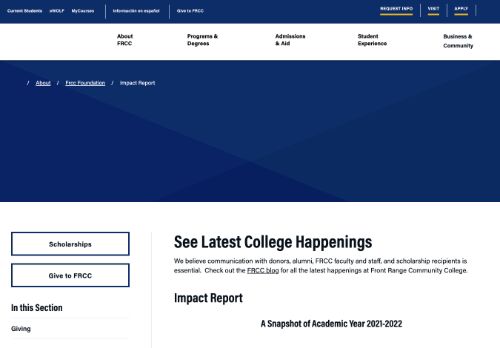 Current Students eWOLF MyCourses Información en español Give to FRCC REQUEST INFO VISIT APPLY
About FRCC Programs & Degrees Admissions & Aid Student Experience Business & Community
/ About / Frcc Foundation / Impact Report
Scholarships
Give to FRCC
In this Section
Giving
See Latest College Happenings
We believe communication with donors, alumni, FRCC faculty and staff, and scholarship recipients is
essential. Check out the FRCC blog for all the latest happenings at Front Range Community College.
Impact Report
A Snapshot of Academic Year 2021-2022